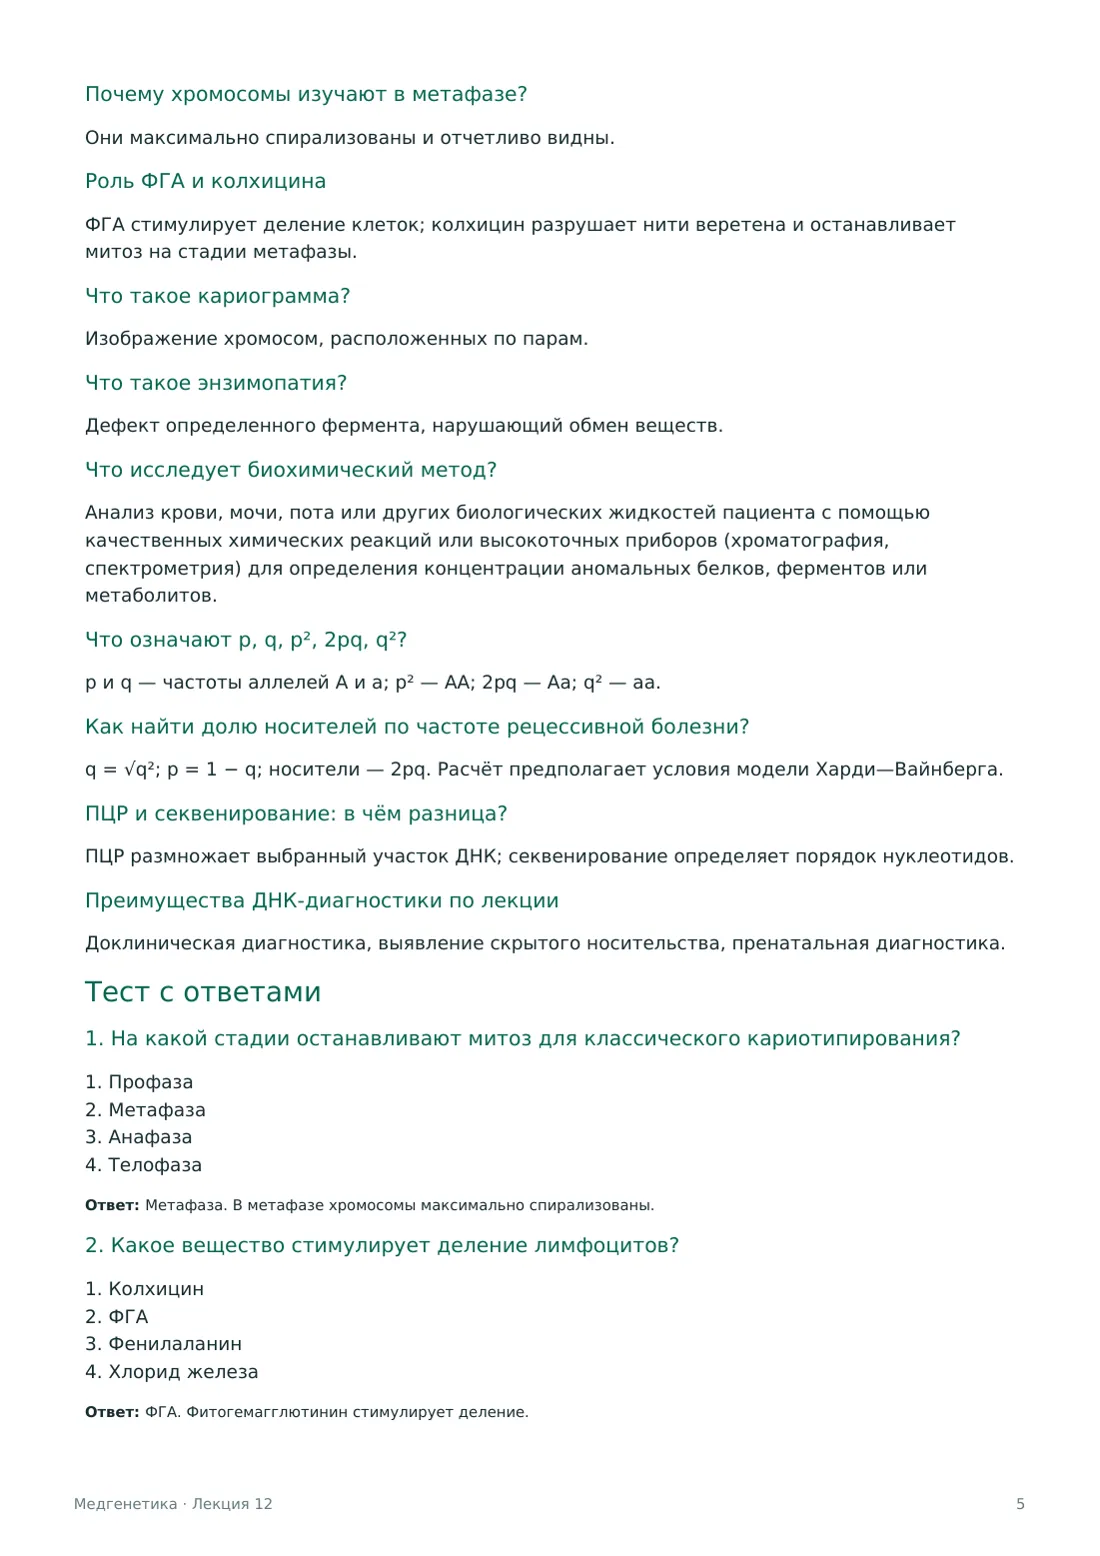 Почему хромосомы изучают в метафазе?
Они максимально спирализованы и отчетливо видны.
Роль ФГА и колхицина
ФГА стимулирует деление клеток; колхицин разрушает нити веретена и останавливает
митоз на стадии метафазы.
Что такое кариограмма?
Изображение хромосом, расположенных по парам.
Что такое энзимопатия?
Дефект определенного фермента, нарушающий обмен веществ.
Что исследует биохимический метод?
Анализ крови, мочи, пота или других биологических жидкостей пациента с помощью
качественных химических реакций или высокоточных приборов (хроматография,
спектрометрия) для определения концентрации аномальных белков, ферментов или
метаболитов.
Что означают p, q, p², 2pq, q²?
p и q — частоты аллелей A и a; p² — AA; 2pq — Aa; q² — aa.
Как найти долю носителей по частоте рецессивной болезни?
q = √q²; p = 1 − q; носители — 2pq. Расчёт предполагает условия модели Харди—Вайнберга.
ПЦР и секвенирование: в чём разница?
ПЦР размножает выбранный участок ДНК; секвенирование определяет порядок нуклеотидов.
Преимущества ДНК-диагностики по лекции
Доклиническая диагностика, выявление скрытого носительства, пренатальная диагностика.
Тест с ответами
1. На какой стадии останавливают митоз для классического кариотипирования?
1. Профаза
2. Метафаза
3. Анафаза
4. Телофаза
Ответ: Метафаза. В метафазе хромосомы максимально спирализованы.
2. Какое вещество стимулирует деление лимфоцитов?
1. Колхицин
2. ФГА
3. Фенилаланин
4. Хлорид железа
Ответ: ФГА. Фитогемагглютинин стимулирует деление.
Медгенетика · Лекция 12
5